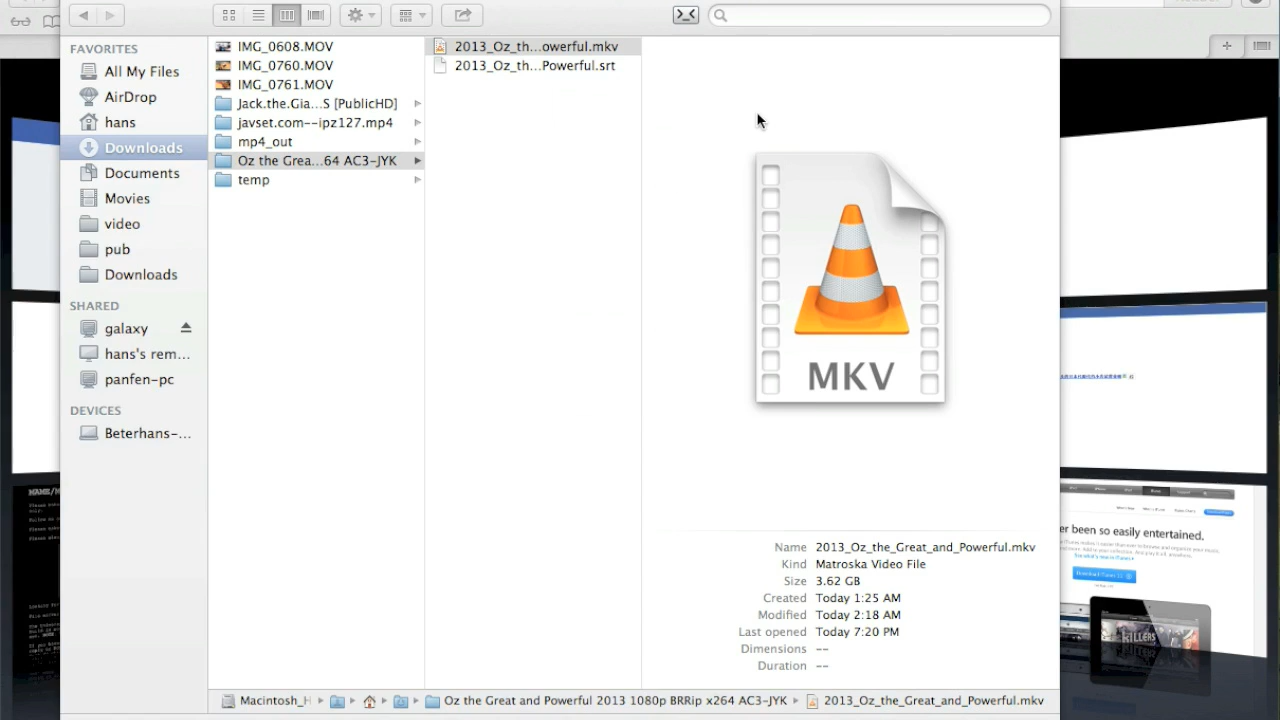 FAVORITES
All My Files
AirDrop
hans
Downloads
Documents
Movies
video
pub
Downloads
SHARED
galaxy
hans's rem...
panfen-pc
DEVICES
Beterhans-...
IMG_0608.MOV
IMG_0760.MOV
IMG_0761.MOV
Jack.the.Gia...S [PublicHD]
javset.com--ipz127.mp4
mp4_out
Oz the Grea...64 AC3-JYK
temp
2013_Oz_th...owerful.mkv
2013_Oz_th...Powerful.srt
MKV
Name 2013_Oz_the_Great_and_Powerful.mkv
Kind Matroska Video File
Size 3.62 GB
Created Today 1:25 AM
Modified Today 2:18 AM
Last opened Today 7:20 PM
Dimensions --
Duration --
Macintosh_H
Oz the Great and Powerful 2013 1080p BRRip x264 AC3-JYK
2013_Oz_the_Great_and_Powerful.mkv
er been so easily entertained.
KILLERS